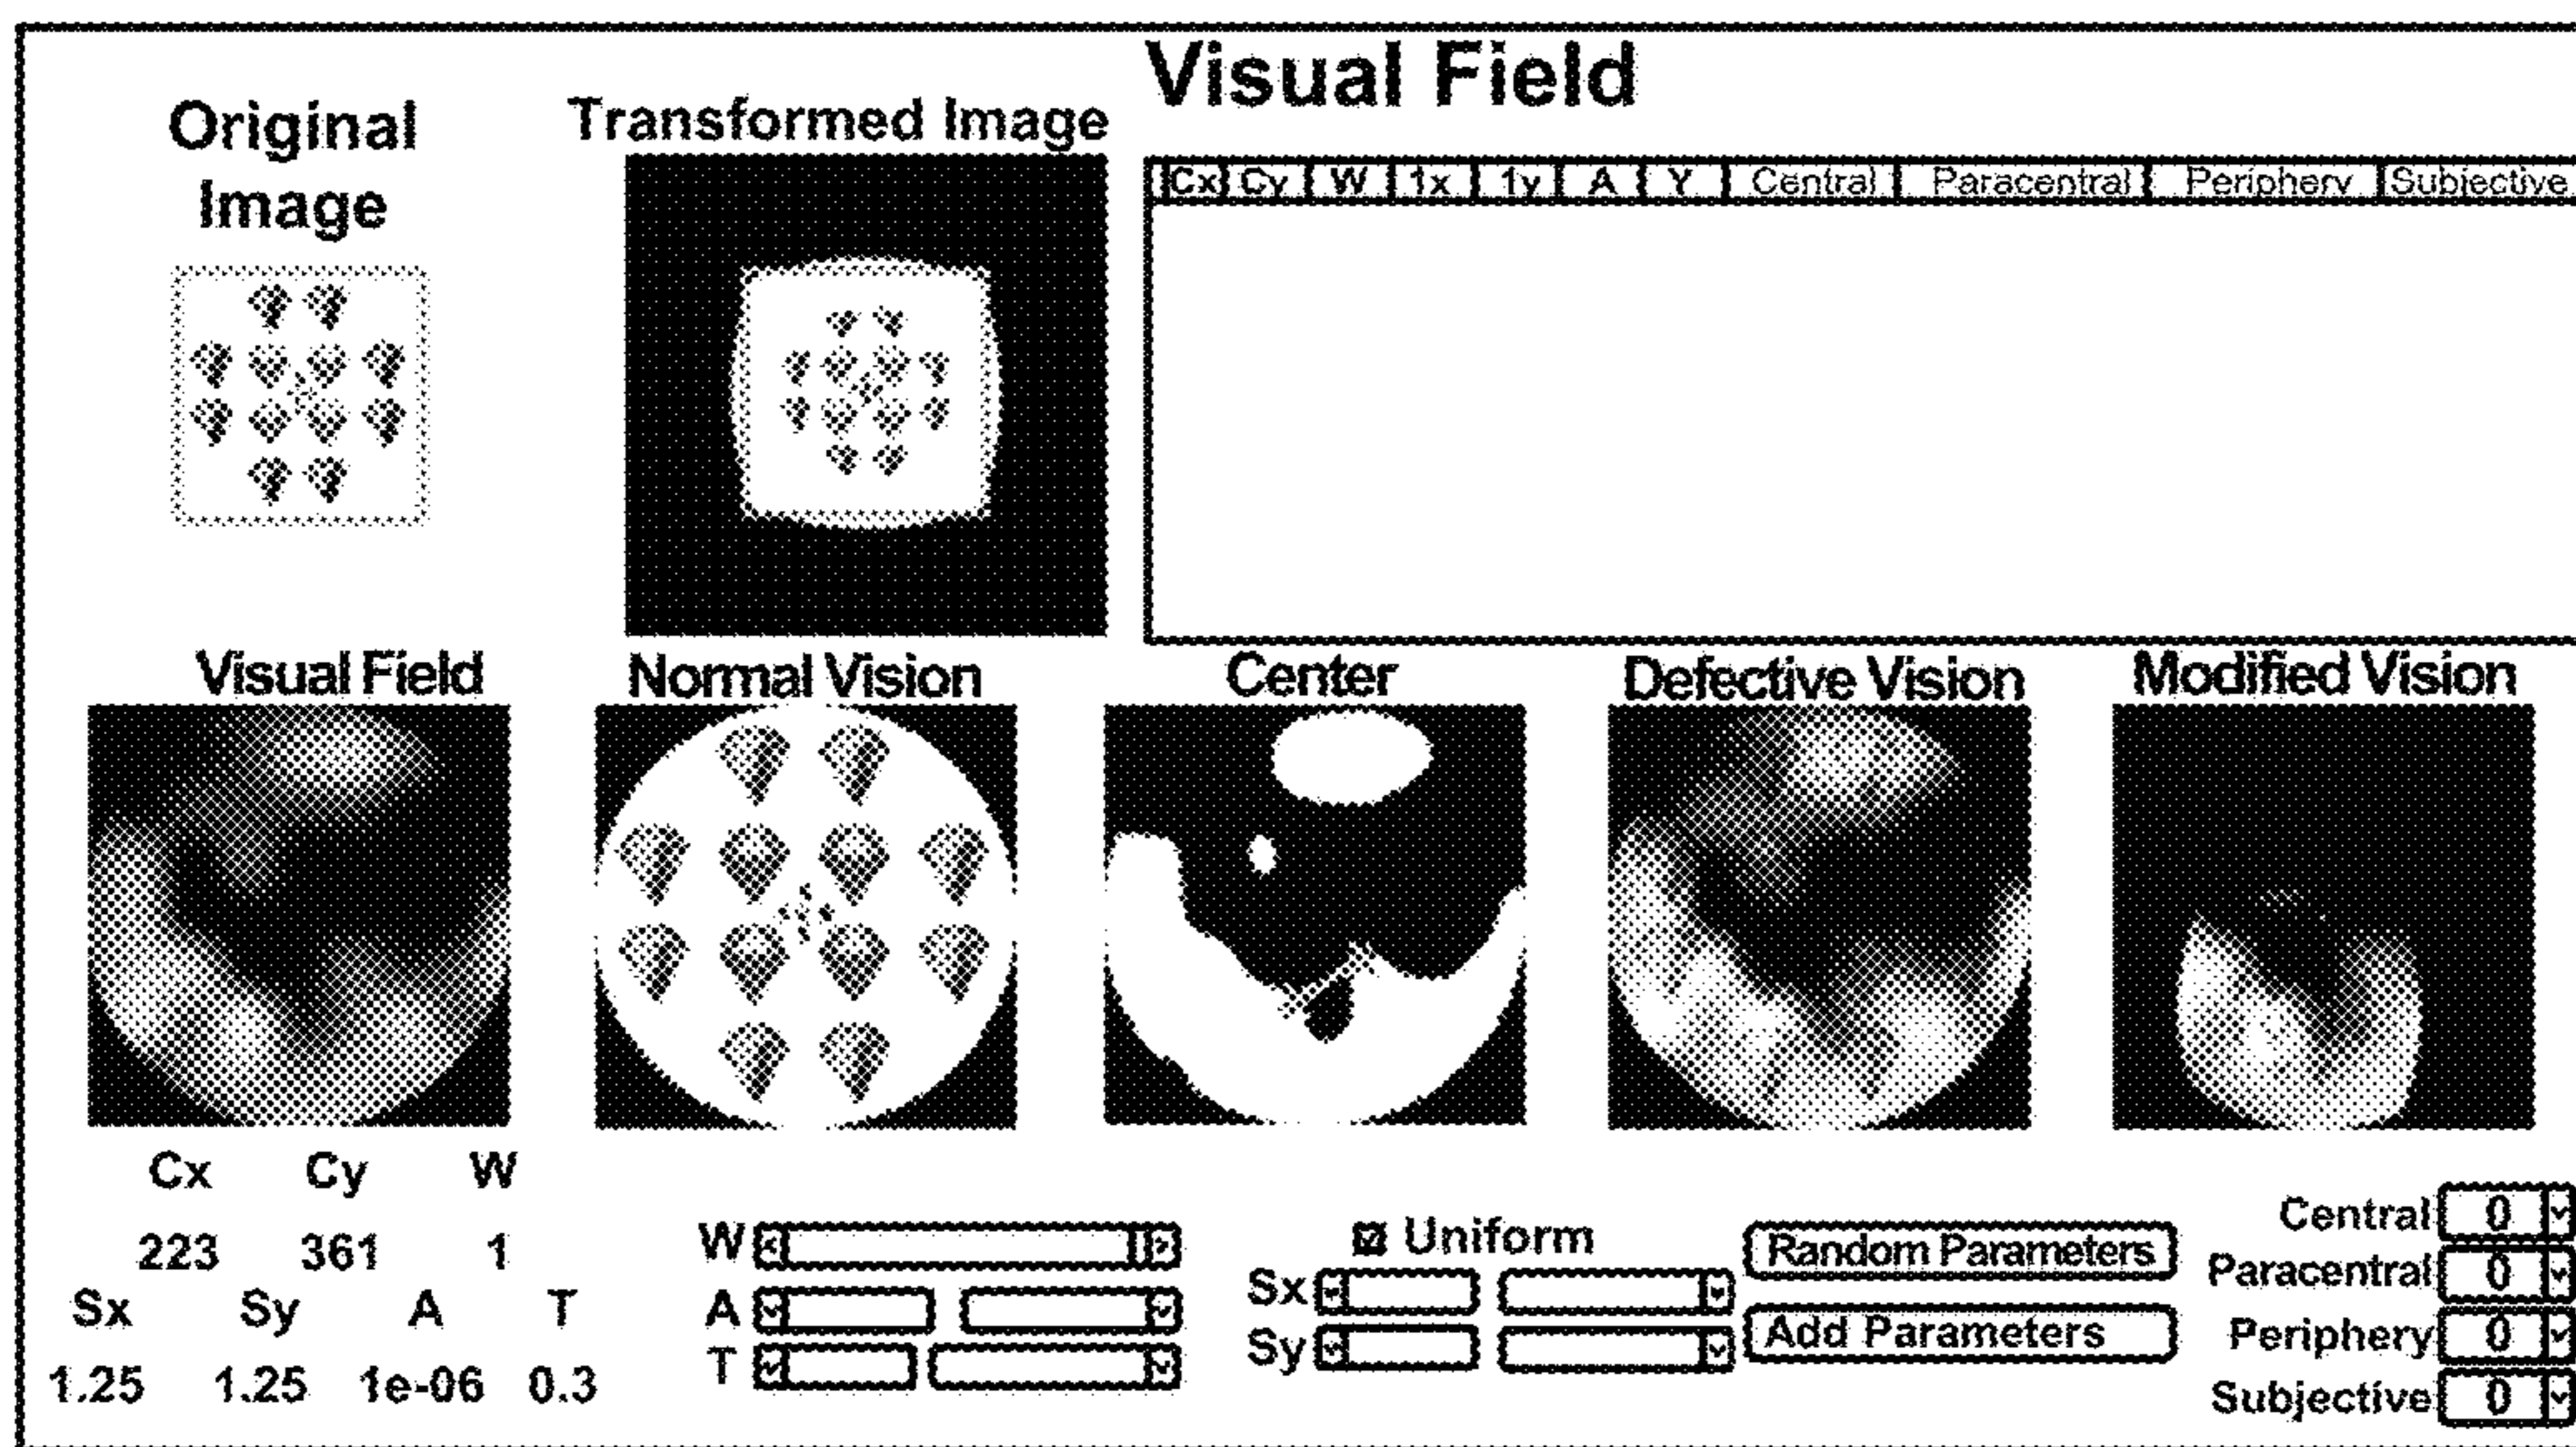 Visual Field
Original
Image
Transformed Image
Cx Cy W 1x 1y A Y Central Paracentral Periphery Subjective
Visual Field
Normal Vision
Center
Defective Vision
Modified Vision
Cx Cy W
223 361 1
Sx Sy A T
1.25 1.25 1e-06 0.3
W
A
T
Uniform
Sx
Sy
Random Parameters
Add Parameters
Central 0
Paracentral 0
Periphery 0
Subjective 0